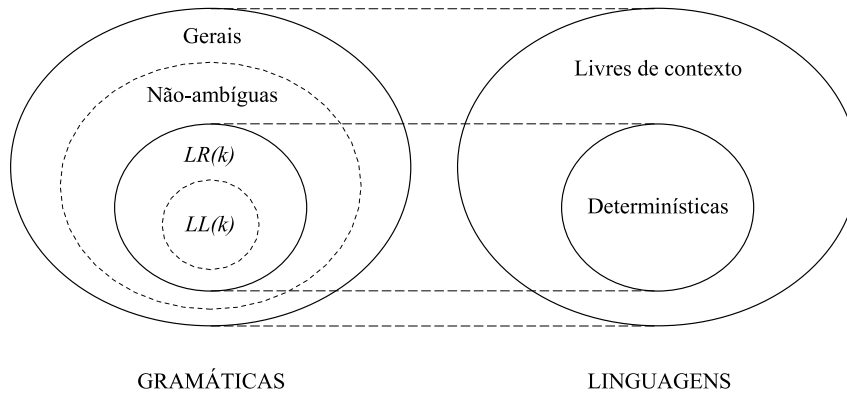 Gerais
Livres de contexto
Não-ambíguas
LR(k)
LL(k)
Determinísticas
GRAMÁTICAS
LINGUAGENS